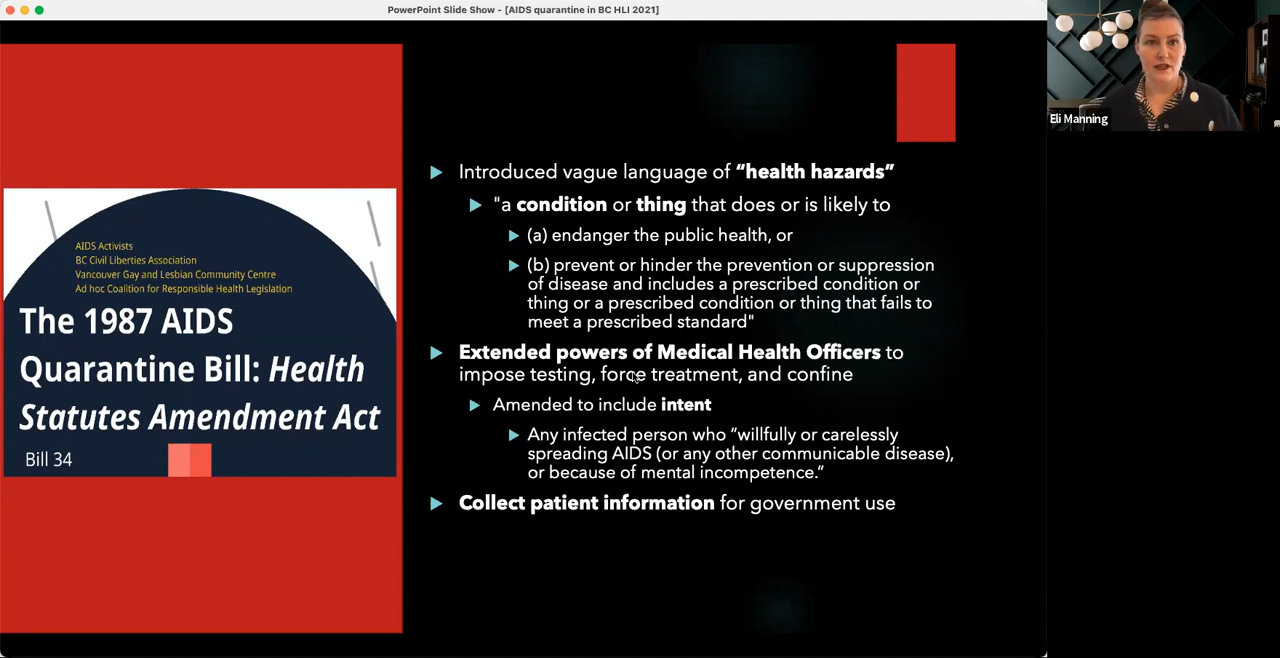 PowerPoint Slide Show - [AIDS quarantine in BC HLI 2021]
Eli Manning
AIDS Activists
BC Civil Liberties Association
Vancouver Gay and Lesbian Community Centre
Ad hoc Coalition for Responsible Health Legislation
The 1987 AIDS
Quarantine Bill: Health
Statutes Amendment Act
Bill 34
Introduced vague language of “health hazards”
"a condition or thing that does or is likely to
(a) endanger the public health, or
(b) prevent or hinder the prevention or suppression
of disease and includes a prescribed condition or
thing or a prescribed condition or thing that fails to
meet a prescribed standard"
Extended powers of Medical Health Officers to
impose testing, force treatment, and confine
Amended to include intent
Any infected person who “willfully or carelessly
spreading AIDS (or any other communicable disease),
or because of mental incompetence.“
Collect patient information for government use